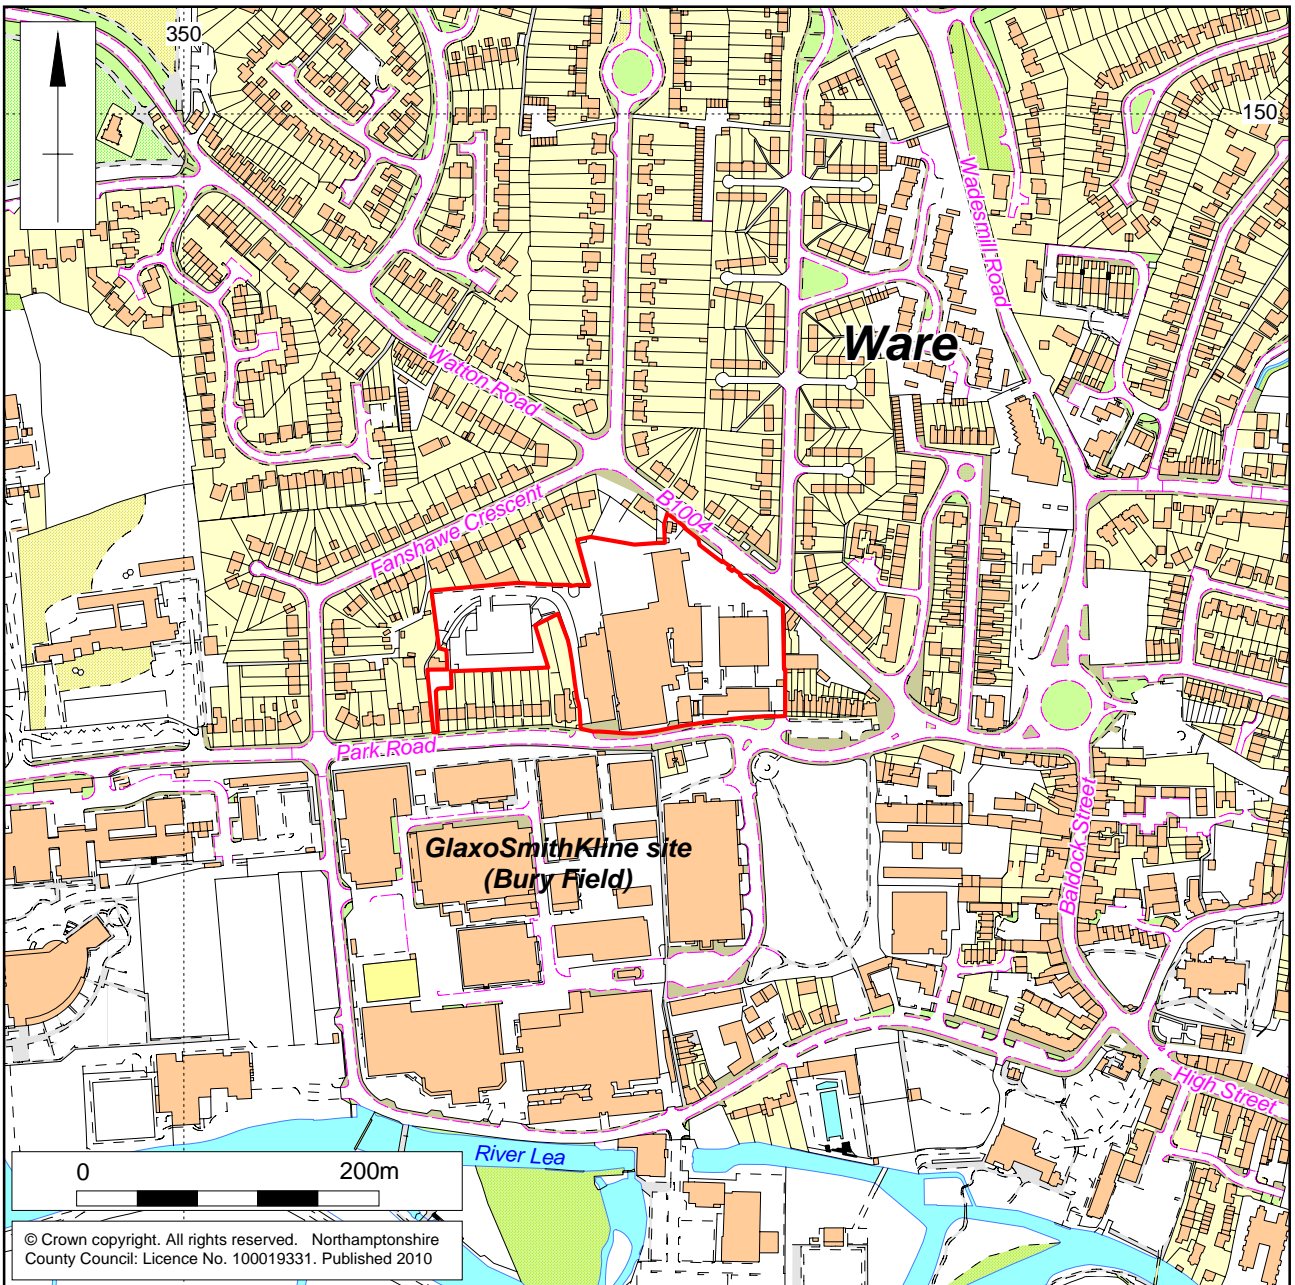 350
150
Wadesmill Road
Ware
Watton Road
B1004
Fanshawe Crescent
Park Road
GlaxoSmithKline site
(Bury Field)
Baldock Street
High Street
River Lea
0 200m
© Crown copyright. All rights reserved. Northamptonshire
County Council: Licence No. 100019331. Published 2010